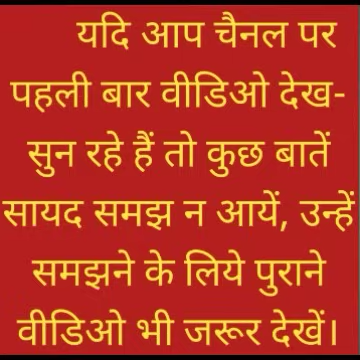 यदि आप चैनल पर
पहली बार वीडिओ देख-
सुन रहे हैं तो कुछ बातें
सायद समझ न आयें, उन्हें
समझने के लिये पुराने
वीडिओ भी जरूर देखें।